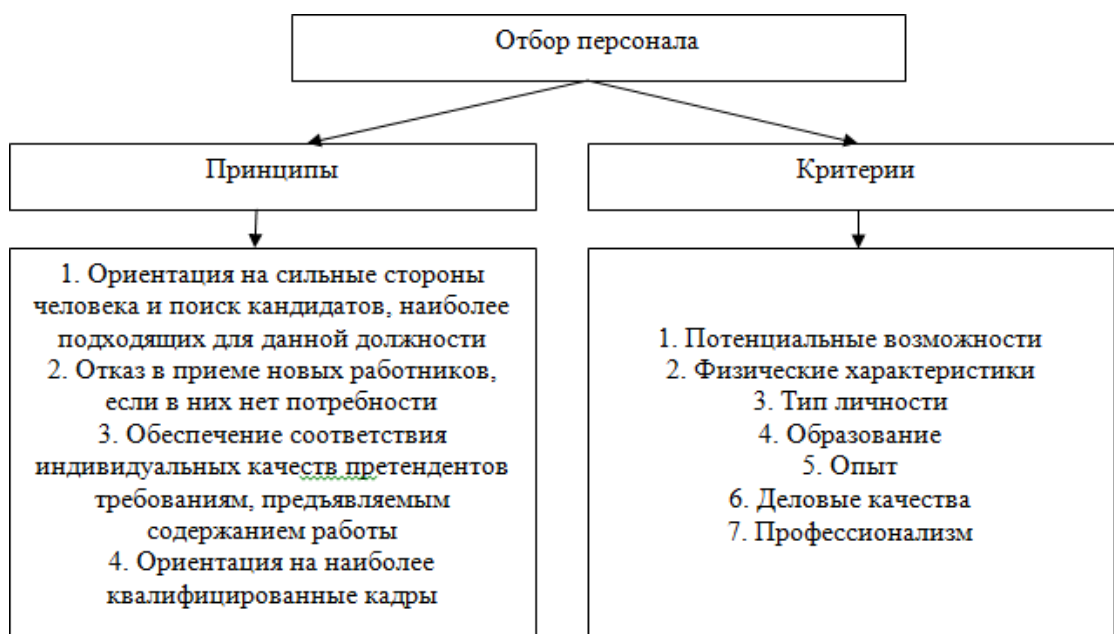 Отбор персонала
Принципы
Критерии
1. Ориентация на сильные стороны
человека и поиск кандидатов, наиболее
подходящих для данной должности
2. Отказ в приеме новых работников,
если в них нет потребности
3. Обеспечение соответствия
индивидуальных качеств претендентов
требованиям, предъявляемым
содержанием работы
4. Ориентация на наиболее
квалифицированные кадры
1. Потенциальные возможности
2. Физические характеристики
3. Тип личности
4. Образование
5. Опыт
6. Деловые качества
7. Профессионализм